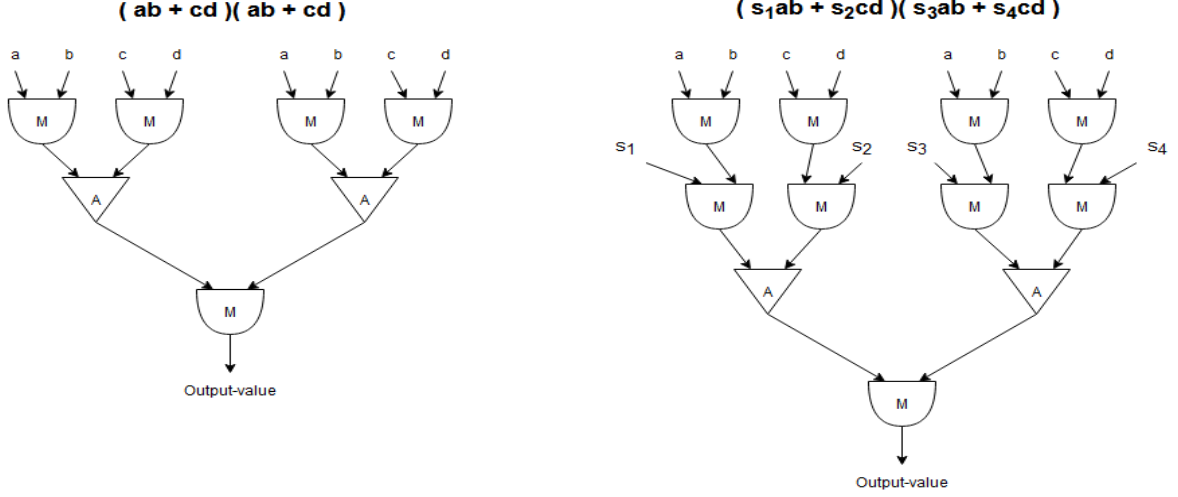 ( ab + cd )( ab + cd )
( s₁ab + s₂cd )( s₃ab + s₄cd )
a b c d a b c d
a b c d a b c d
M M M M
M M M M
s₁ s₂ s₃ s₄
A A
M M M M
M
A A
Output-value
M
Output-value